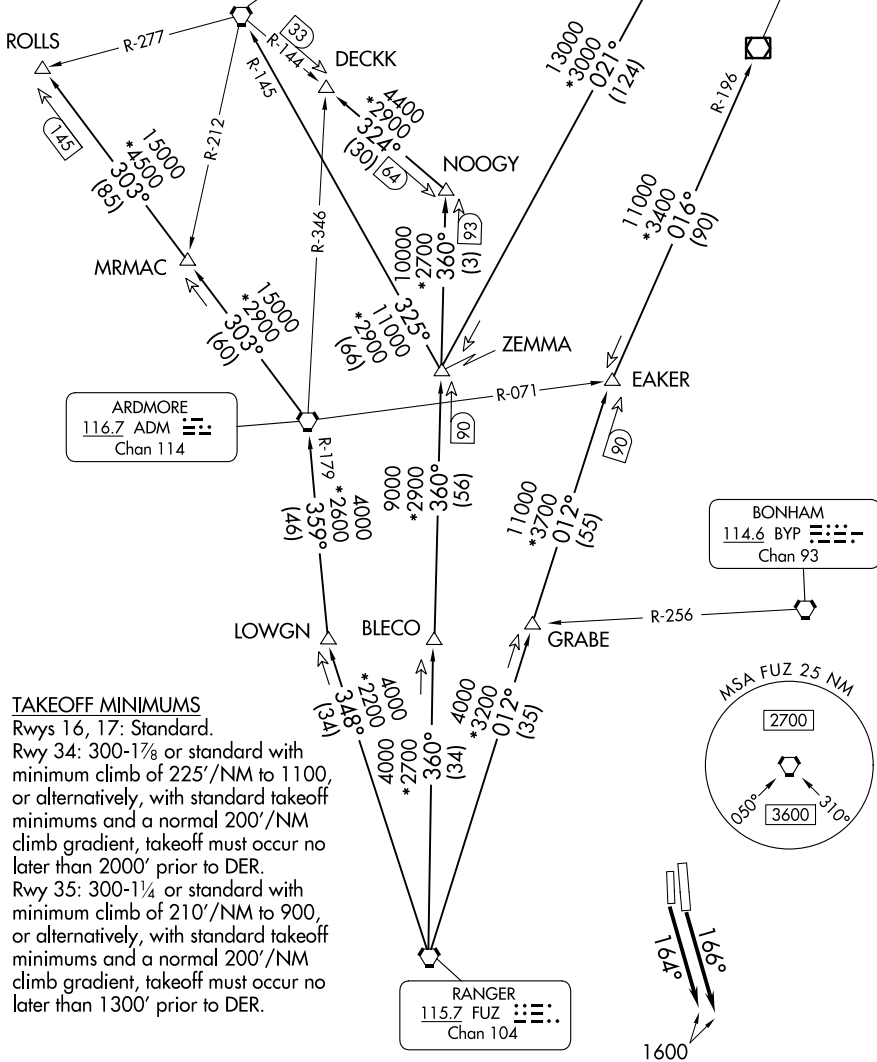 ROLLS
R-277
33
R-144
DECKK
R-145
13000
*3000
021°
(124)
R-196
145
15000
*4500
303°
(85)
R-212
4400
*2900
324°
(30)
64
NOOGY
R-346
93
10000
*2700
360°
(3)
11000
*3400
016°
(90)
MRMAC
15000
*2900
303°
(60)
325°
11000
*2900
(66)
ZEMMA
EAKER
R-071
ARDMORE
116.7 ADM
Chan 114
R-179
90
90
4000
*2600
359°
(46)
9000
*2900
360°
(56)
11000
*3700
012°
(55)
BONHAM
114.6 BYP
Chan 93
R-256
LOWGN
BLECO
GRABE
4000
*2200
348°
(34)
4000
*2700
360°
(34)
4000
*3200
012°
(35)
MSA FUZ 25 NM
2700
050°
310°
3600
TAKEOFF MINIMUMS
Rwys 16, 17: Standard.
Rwy 34: 300-1⅞ or standard with
minimum climb of 225'/NM to 1100,
or alternatively, with standard takeoff
minimums and a normal 200'/NM
climb gradient, takeoff must occur no
later than 2000' prior to DER.
Rwy 35: 300-1¼ or standard with
minimum climb of 210'/NM to 900,
or alternatively, with standard takeoff
minimums and a normal 200'/NM
climb gradient, takeoff must occur no
later than 1300' prior to DER.
RANGER
115.7 FUZ
Chan 104
164°
166°
1600